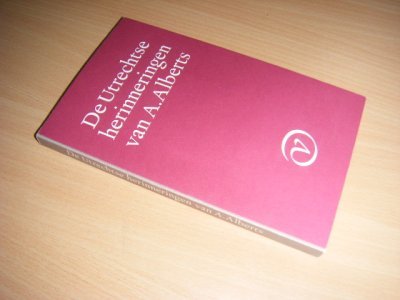 De Utrechtse
herinneringen
van A. Alberts
De Utrechtse herinneringen van A. Alberts